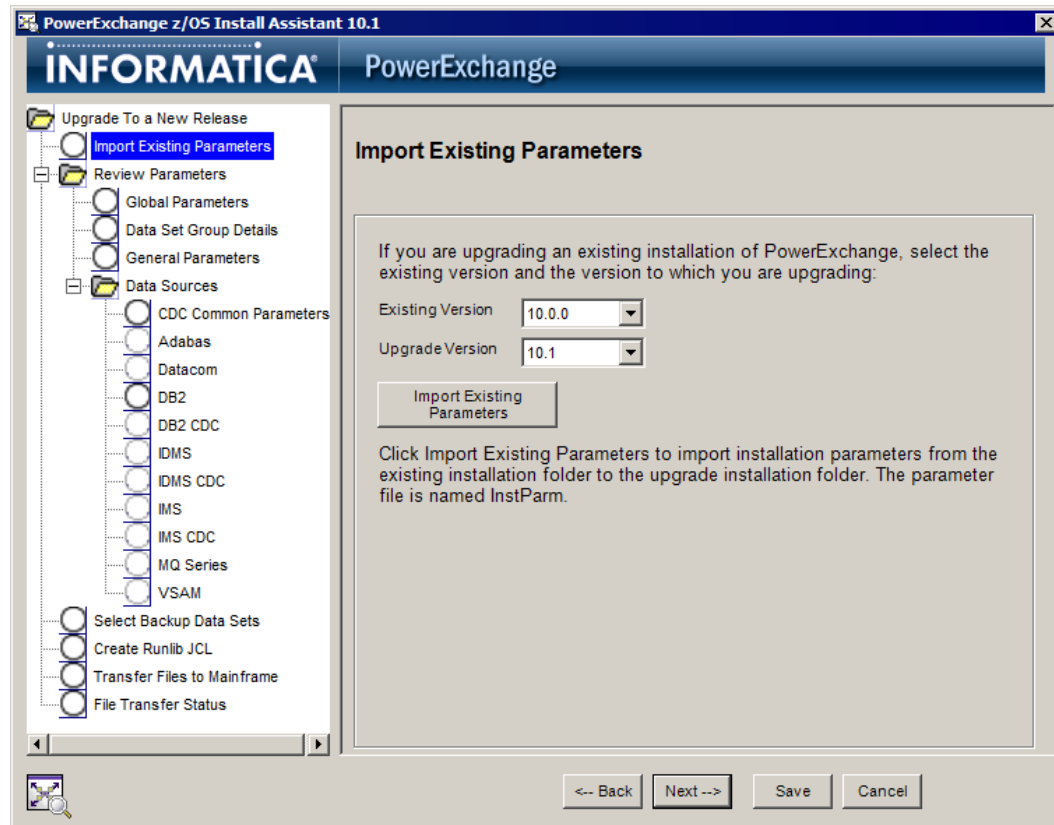 PowerExchange z/OS Install Assistant 10.1
INFORMATICA® PowerExchange
Upgrade To a New Release
Import Existing Parameters
Review Parameters
Global Parameters
Data Set Group Details
General Parameters
Data Sources
CDC Common Parameters
Adabas
Datacom
DB2
DB2 CDC
IDMS
IDMS CDC
IMS
IMS CDC
MQ Series
VSAM
Select Backup Data Sets
Create Runlib JCL
Transfer Files to Mainframe
File Transfer Status
Import Existing Parameters
If you are upgrading an existing installation of PowerExchange, select the
existing version and the version to which you are upgrading:
Existing Version 10.0.0
Upgrade Version 10.1
Import Existing
Parameters
Click Import Existing Parameters to import installation parameters from the
existing installation folder to the upgrade installation folder. The parameter
file is named InstParm.
<-- Back Next --> Save Cancel